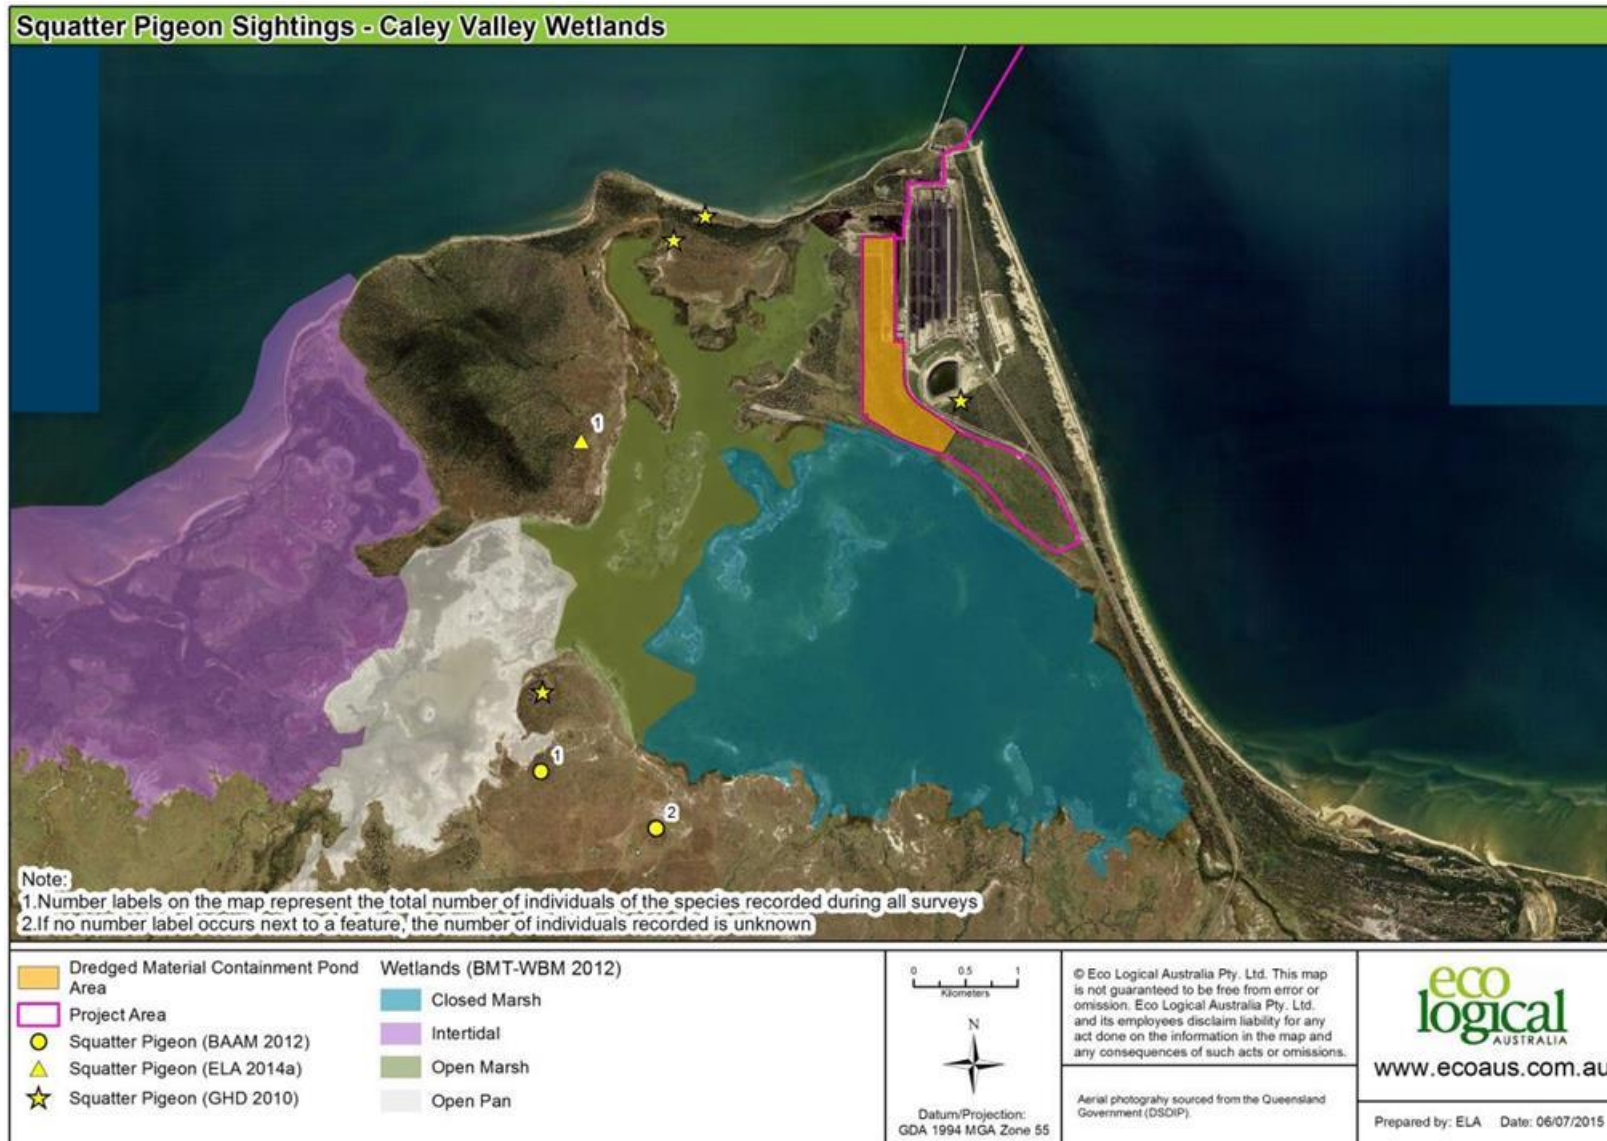 Squatter Pigeon Sightings - Caley Valley Wetlands
1
1
2
Note:
1.Number labels on the map represent the total number of individuals of the species recorded during all surveys
2.If no number label occurs next to a feature, the number of individuals recorded is unknown
Dredged Material Containment Pond
Area
Project Area
Squatter Pigeon (BAAM 2012)
Squatter Pigeon (ELA 2014a)
Squatter Pigeon (GHD 2010)
Wetlands (BMT-WBM 2012)
Closed Marsh
Intertidal
Open Marsh
Open Pan
0 0.5 1
Kilometers
N
Datum/Projection:
GDA 1994 MGA Zone 55
© Eco Logical Australia Pty. Ltd. This map
is not guaranteed to be free from error or
omission. Eco Logical Australia Pty. Ltd.
and its employees disclaim liability for any
act done on the information in the map and
any consequences of such acts or omissions.
Aerial photograhy sourced from the Queensland
Government (DSDIP).
eco
logical
AUSTRALIA
www.ecoaus.com.au
Prepared by: ELA Date: 06/07/2015